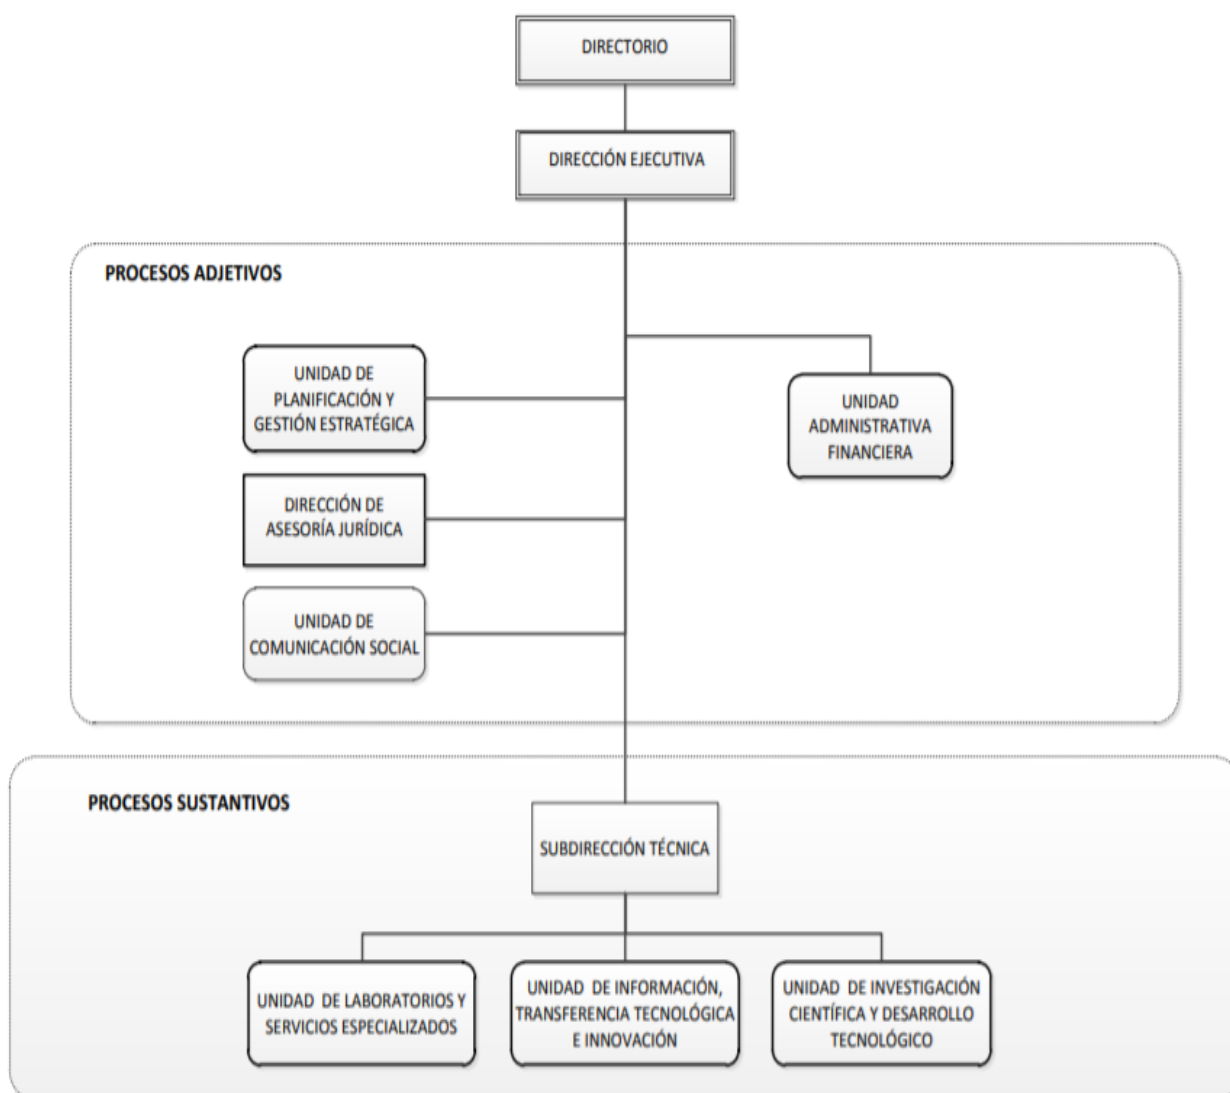 DIRECTORIO
DIRECCIÓN EJECUTIVA
PROCESOS ADJETIVOS
UNIDAD DE
PLANIFICACIÓN Y
GESTIÓN ESTRATÉGICA
UNIDAD
ADMINISTRATIVA
FINANCIERA
DIRECCIÓN DE
ASESORÍA JURÍDICA
UNIDAD DE
COMUNICACIÓN SOCIAL
PROCESOS SUSTANTIVOS
SUBDIRECCIÓN TÉCNICA
UNIDAD DE LABORATORIOS Y
SERVICIOS ESPECIALIZADOS
UNIDAD DE INFORMACIÓN,
TRANSFERENCIA TECNOLÓGICA
E INNOVACIÓN
UNIDAD DE INVESTIGACIÓN
CIENTÍFICA Y DESARROLLO
TECNOLÓGICO